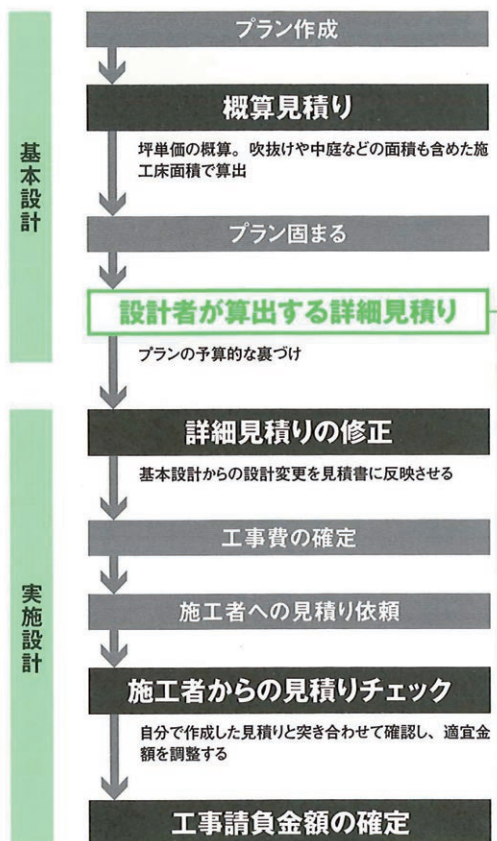 基本設計
プラン作成
概算見積り
坪単価の概算。吹抜けや中庭などの面積も含めた施
工床面積で算出
プラン固まる
設計者が算出する詳細見積り
プランの予算的な裏づけ
実施設計
詳細見積りの修正
基本設計からの設計変更を見積書に反映させる
工事費の確定
施工者への見積り依頼
施工者からの見積りチェック
自分で作成した見積りと突き合わせて確認し、適宜金
額を調整する
工事請負金額の確定